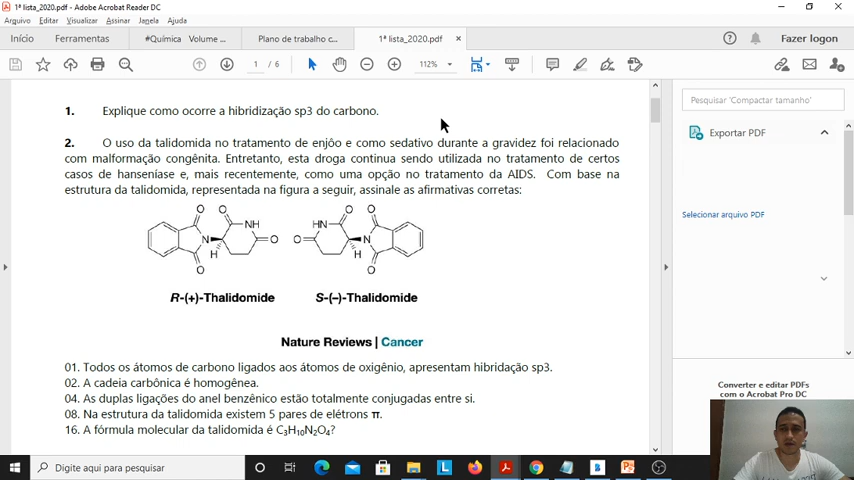 1ª lista_2020.pdf - Adobe Acrobat Reader DC
Arquivo Editar Visualizar Assinar Janela Ajuda
Início Ferramentas #Química Volume ... Plano de trabalho c... 1ª lista_2020.pdf × Fazer logon
1 / 6 112%
1. Explique como ocorre a hibridização sp3 do carbono.
Pesquisar 'Compactar tamanho'
Exportar PDF
2. O uso da talidomida no tratamento de enjôo e como sedativo durante a gravidez foi relacionado
com malformação congênita. Entretanto, esta droga continua sendo utilizada no tratamento de certos
casos de hanseníase e, mais recentemente, como uma opção no tratamento da AIDS. Com base na
estrutura da talidomida, representada na figura a seguir, assinale as afirmativas corretas:
Selecionar arquivo PDF
O O O O
NH HN
O N N O
H H
O O
R-(+)-Thalidomide S-(–)-Thalidomide
Nature Reviews | Cancer
01. Todos os átomos de carbono ligados aos átomos de oxigênio, apresentam hibridação sp3.
02. A cadeia carbônica é homogênea.
04. As duplas ligações do anel benzênico estão totalmente conjugadas entre si.
08. Na estrutura da talidomida existem 5 pares de elétrons π.
16. A fórmula molecular da talidomida é C₃H₁₀N₂O₄?
Converter e editar PDFs
com o Acrobat Pro DC
Digite aqui para pesquisar